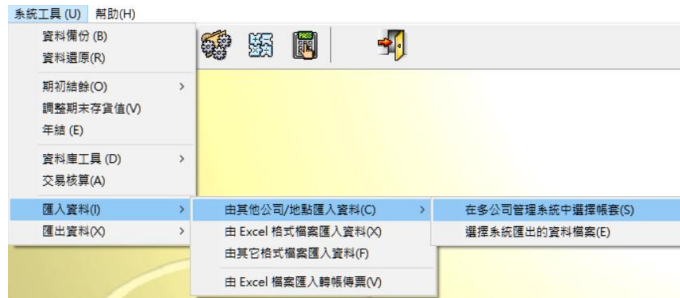 系統工具 (U) 幫助(H)
資料備份 (B)
資料還原(R)
期初結餘(O)
調整期末存貨值(V)
年結 (E)
資料庫工具 (D)
交易核算(A)
匯入資料(I)
匯出資料(X)
由其他公司/地點匯入資料(C)
由 Excel 格式檔案匯入資料(X)
由其它格式檔案匯入資料(F)
由 Excel 檔案匯入轉帳傳票(V)
在多公司管理系統中選擇帳套(S)
選擇系統匯出的資料檔案(E)
PASS